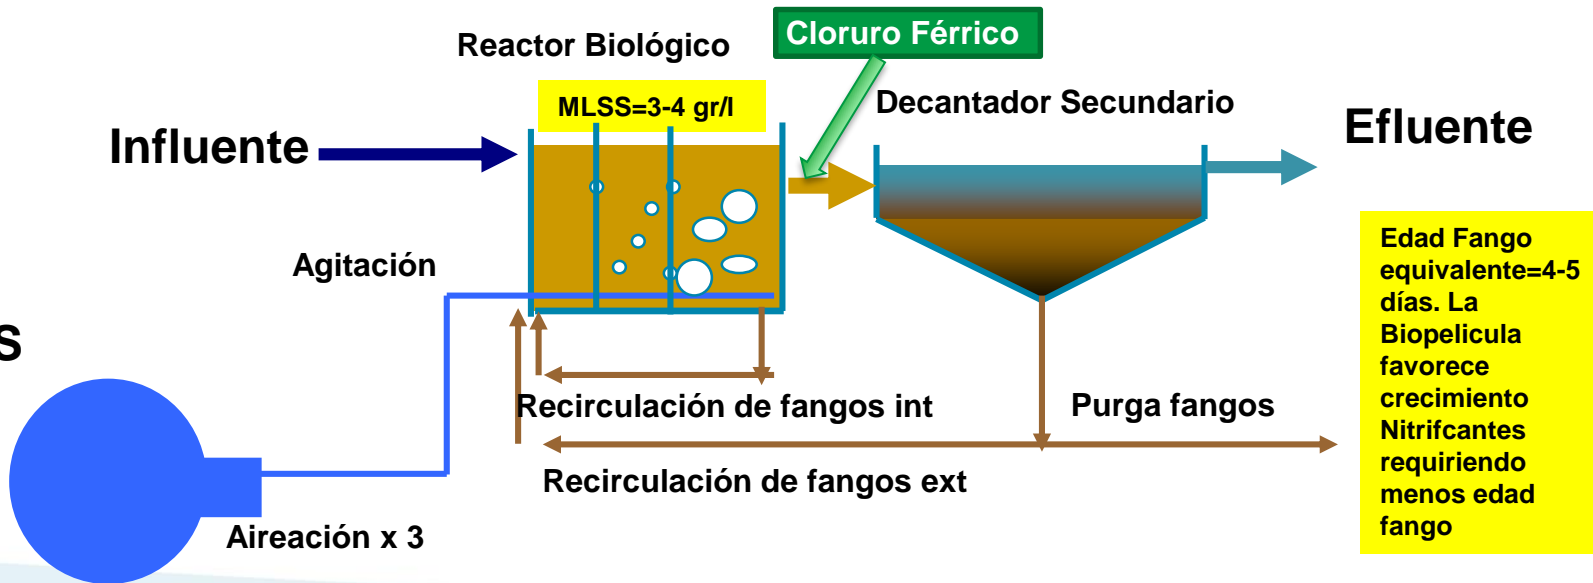 Cloruro Férrico
Reactor Biológico
MLSS=3-4 gr/l
Decantador Secundario
Influente
Efluente
Agitación
S
Edad Fango
equivalente=4-5
días. La
Biopelicula
favorece
crecimiento
Nitrifcantes
requiriendo
menos edad
fango
Recirculación de fangos int
Purga fangos
Recirculación de fangos ext
Aireación x 3